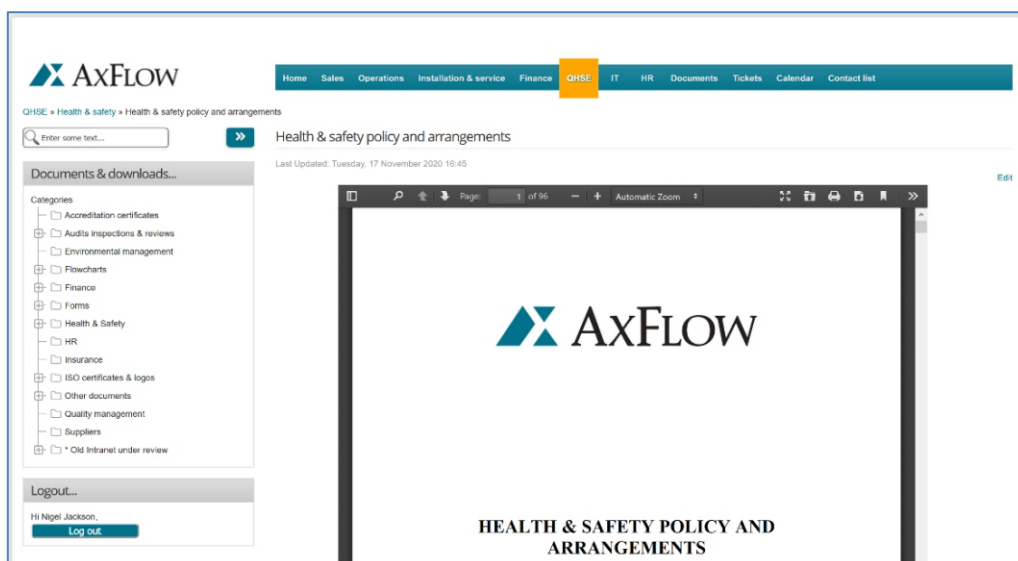 AxFlow
Home Sales Operations Installation & service Finance QHSE IT HR Documents Tickets Calendar Contact list
QHSE » Health & safety » Health & safety policy and arrangements
Enter some text... »
Health & safety policy and arrangements
Last Updated: Tuesday, 17 November 2020 16:45
Edit
Documents & downloads...
Categories
Accreditation certificates
Audits inspections & reviews
Environmental management
Flowcharts
Finance
Forms
Health & Safety
HR
Insurance
ISO certificates & logos
Other documents
Quality management
Suppliers
* Old Intranet under review
Logout...
Hi Nigel Jackson,
Log out
Page: 1 of 96 Automatic Zoom
AxFlow
HEALTH & SAFETY POLICY AND
ARRANGEMENTS